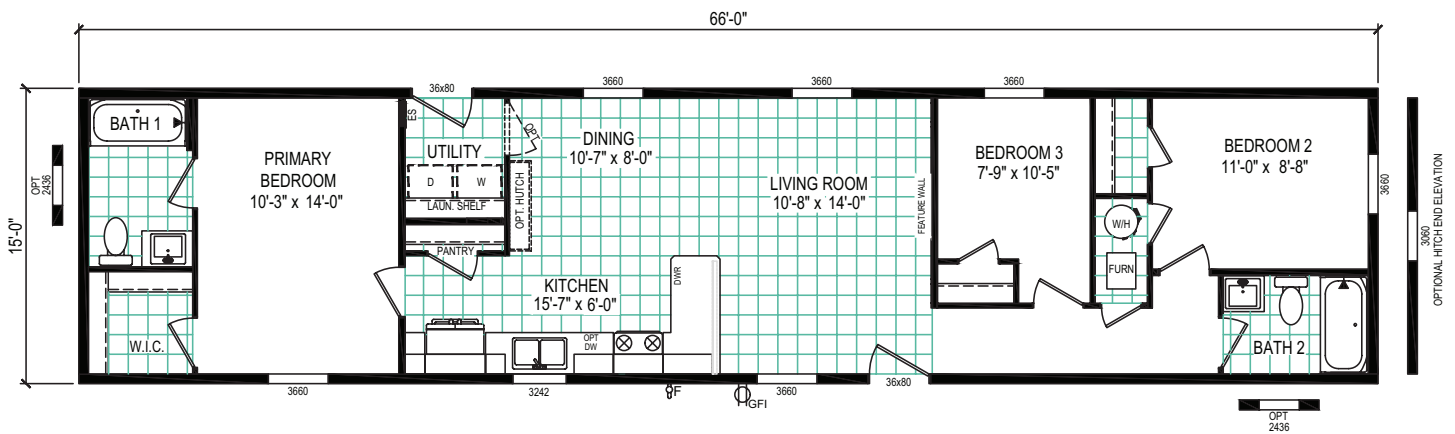 66'-0"
15'-0"
36x80
3660
3660
3660
BATH 1
ES
OPT
DINING
10'-7" x 8'-0"
UTILITY
PRIMARY
BEDROOM
10'-3" x 14'-0"
BEDROOM 3
7'-9" x 10'-5"
BEDROOM 2
11'-0" x 8'-8"
OPT
2436
D
W
LAUN. SHELF
OPT. HUTCH
LIVING ROOM
10'-8" x 14'-0"
FEATURE WALL
3660
3060
OPTIONAL HITCH END ELEVATION
W/H
PANTRY
FURN
DWR
KITCHEN
15'-7" x 6'-0"
OPT
DW
W.I.C.
BATH 2
3660
3242
F
GFI
3660
36x80
OPT
2436